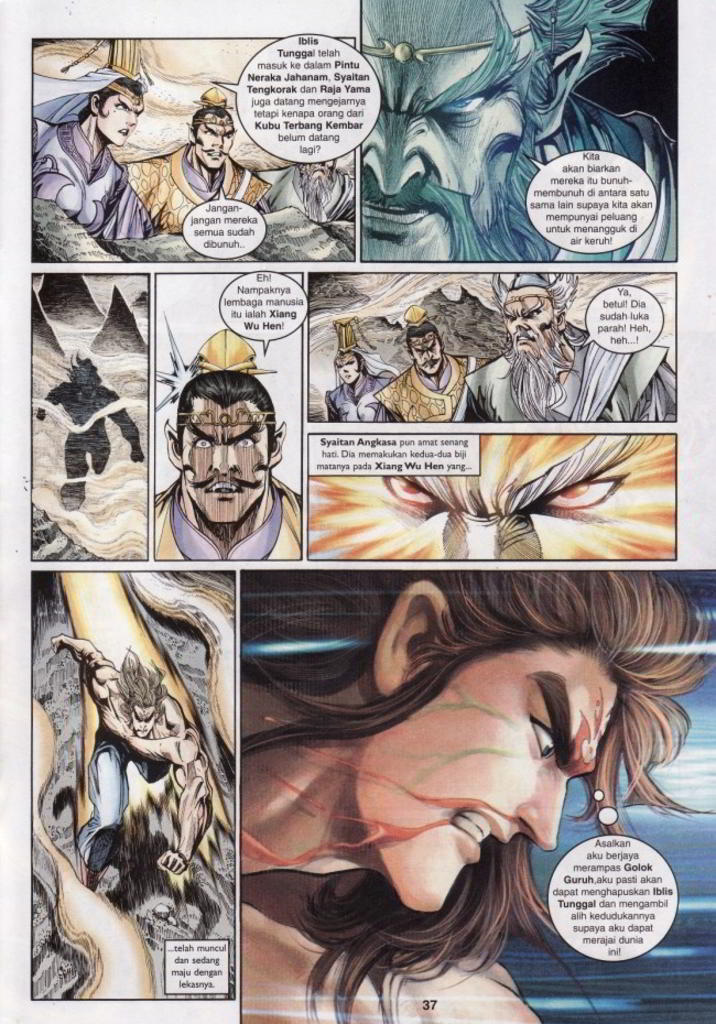 Iblis
Tunggal telah
masuk ke dalam Pintu
Neraka Jahanam, Syaitan
Tengkorak dan Raja Yama
juga datang mengejarnya
tetapi kenapa orang dari
Kubu Terbang Kembar
belum datang
lagi?
Jangan-
jangan mereka
semua sudah
dibunuh..
Kita
akan biarkan
mereka itu bunuh-
membunuh di antara satu
sama lain supaya kita akan
mempunyai peluang
untuk menangguk di
air keruh!
Eh!
Nampaknya
lembaga manusia
itu ialah Xiang
Wu Hen!
Ya,
betul! Dia
sudah luka
parah! Heh,
heh...!
Syaitan Angkasa pun amat senang
hati. Dia memakukan kedua-dua biji
matanya pada Xiang Wu Hen yang...
...telah muncul
dan sedang
maju dengan
lekasnya.
Asalkan
aku berjaya
merampas Golok
Guruh,aku pasti akan
dapat menghapuskan Iblis
Tunggal dan mengambil
alih kedudukannya
supaya aku dapat
merajai dunia
ini!
37